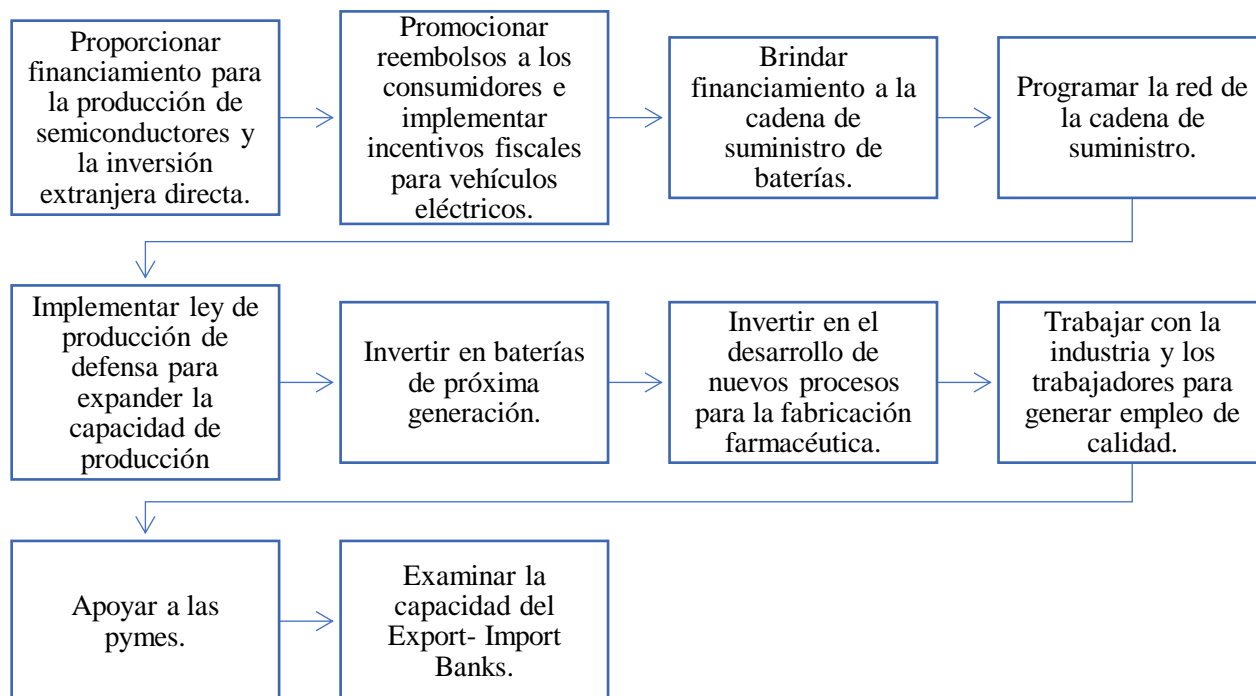 Proporcionar
financiamiento para
la producción de
semiconductores y
la inversión
extranjera directa.
Promocionar
reembolsos a los
consumidores e
implementar
incentivos fiscales
para vehículos
eléctricos.
Brindar
financiamiento a la
cadena de
suministro de
baterías.
Programar la red de
la cadena de
suministro.
Implementar ley de
producción de
defensa para
expander la
capacidad de
producción
Invertir en baterías
de próxima
generación.
Invertir en el
desarrollo de
nuevos procesos
para la fabricación
farmacéutica.
Trabajar con la
industria y los
trabajadores para
generar empleo de
calidad.
Apoyar a las
pymes.
Examinar la
capacidad del
Export- Import
Banks.